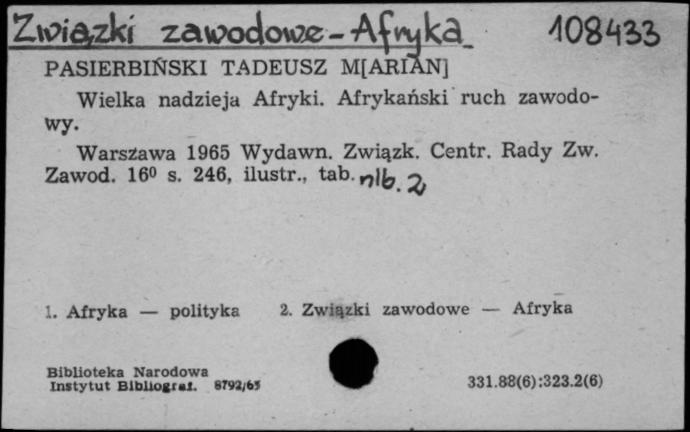 Związki zawodowe - Afryka 108433
PASIERBIŃSKI TADEUSZ M[ARIAN]
Wielka nadzieja Afryki. Afrykański ruch zawodo-
wy.
Warszawa 1965 Wydawn. Związk. Centr. Rady Zw.
Zawod. 16⁰ s. 246, ilustr., tab. nlb. 2
1. Afryka — polityka 2. Związki zawodowe — Afryka
Biblioteka Narodowa
Instytut Bibliograf. 8792/65 331.88(6):323.2(6)